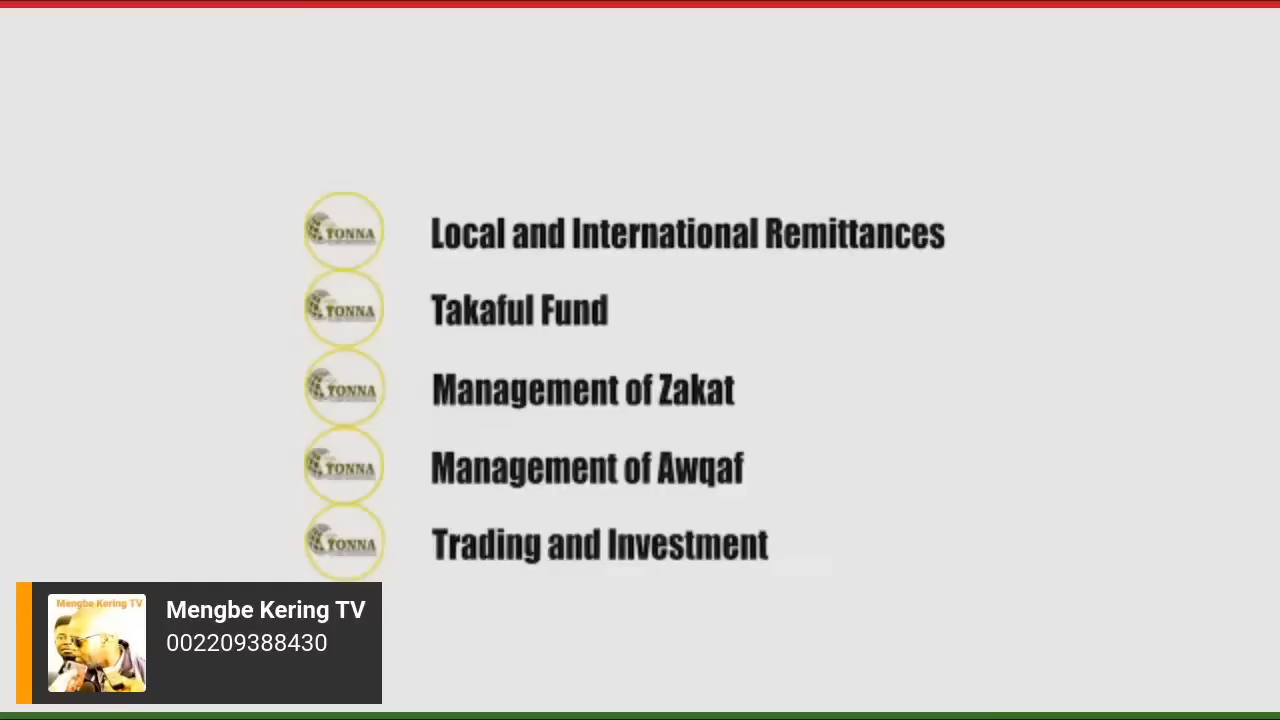 TONNA
Local and International Remittances
TONNA
Takaful Fund
TONNA
Management of Zakat
TONNA
Management of Awqaf
TONNA
Trading and Investment
Mengbe Kering TV
Mengbe Kering TV
002209388430